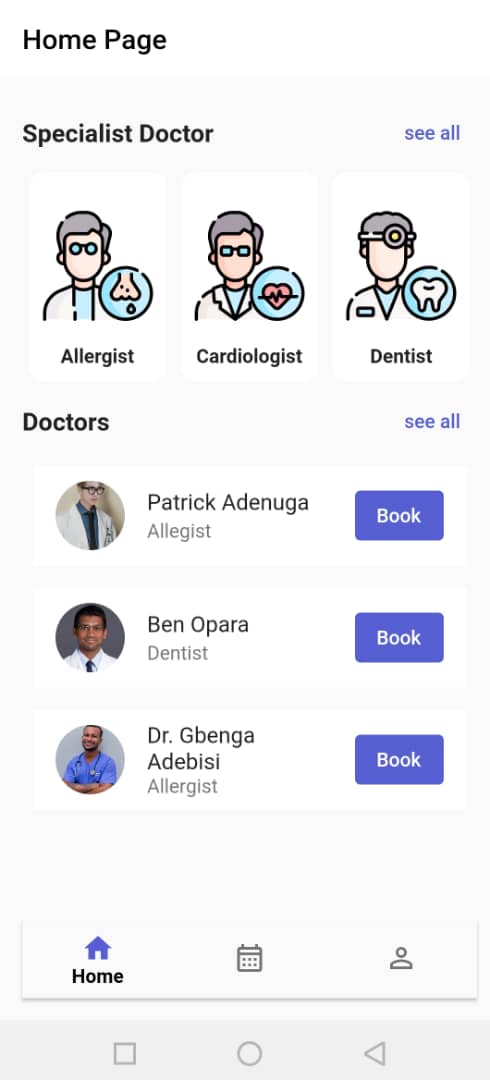 Home Page
Specialist Doctor
see all
Allergist
Cardiologist
Dentist
Doctors
see all
Patrick Adenuga
Allegist
Book
Ben Opara
Dentist
Book
Dr. Gbenga
Adebisi
Allergist
Book
Home